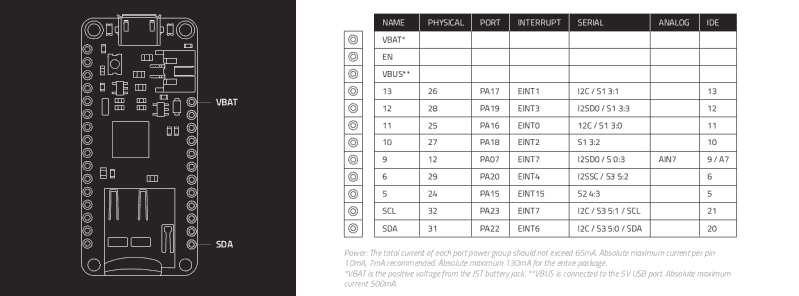 VBAT
SDA
NAME PHYSICAL PORT INTERRUPT SERIAL ANALOG IDE
VBAT*
EN
VBUS**
13 26 PA17 EINT1 I2C / S1 3:1 13
12 28 PA19 EINT3 I2SD0 / S1 3:3 12
11 25 PA16 EINT0 12C / S1 3:0 11
10 27 PA18 EINT2 S1 3:2 10
9 12 PA07 EINT7 I2SD0 / S 0:3 AIN7 9 / A7
6 29 PA20 EINT4 I2SSC / S3 5:2 6
5 24 PA15 EINT15 S2 4:3 5
SCL 32 PA23 EINT7 I2C / S3 5:1 / SCL 21
SDA 31 PA22 EINT6 I2C / S3 5:0 / SDA 20
Power: The total current of each port power group should not exceed 65mA. Absolute maximum current per pin
10mA, 7mA recommended. Absolute maximum 130mA for the entire package.
*VBAT is the positive voltage from the JST battery jack. **VBUS is connected to the 5V USB port. Absolute maximum
current 500mA.